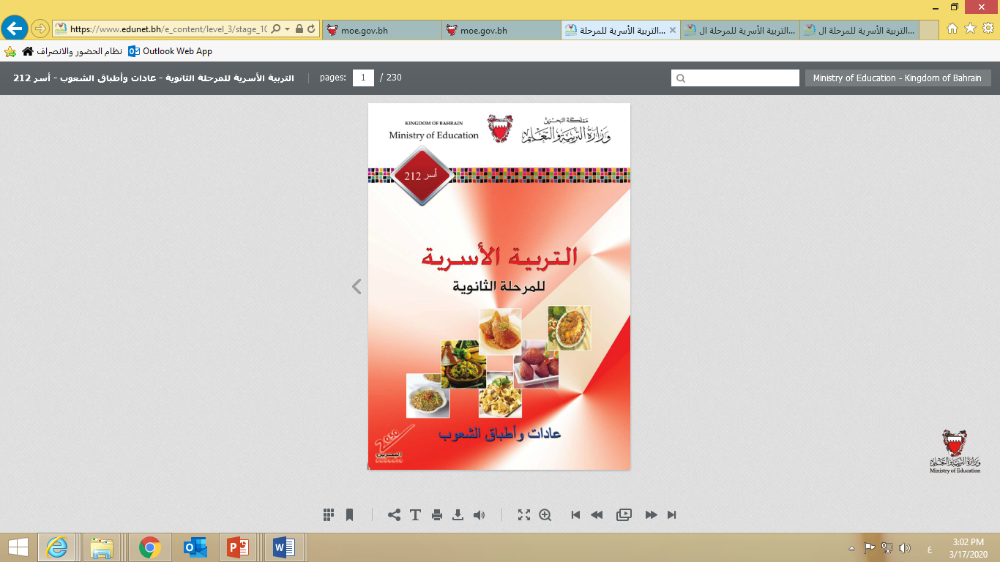 https://www.edunet.bh/e_content/level_3/stage_10
moe.gov.bh
moe.gov.bh
التربية الأسرية للمرحلة...
التربية الأسرية للمرحلة ال...
التربية الأسرية للمرحلة ال...
نظام الحضور والانصراف
Outlook Web App
التربية الأسرية للمرحلة الثانوية - عادات وأطباق الشعوب - أسر 212
pages: 1 / 230
Ministry of Education - Kingdom of Bahrain
KINGDOM OF BAHRAIN
Ministry of Education
مملكة البحرين
وزارة التربية والتعليم
أسر 212
التربية الأسرية
للمرحلة الثانوية
عادات وأطباق الشعوب
2030
البحرين
وزارة التربية والتعليم
Ministry of Education
ع
3:02 PM
3/17/2020